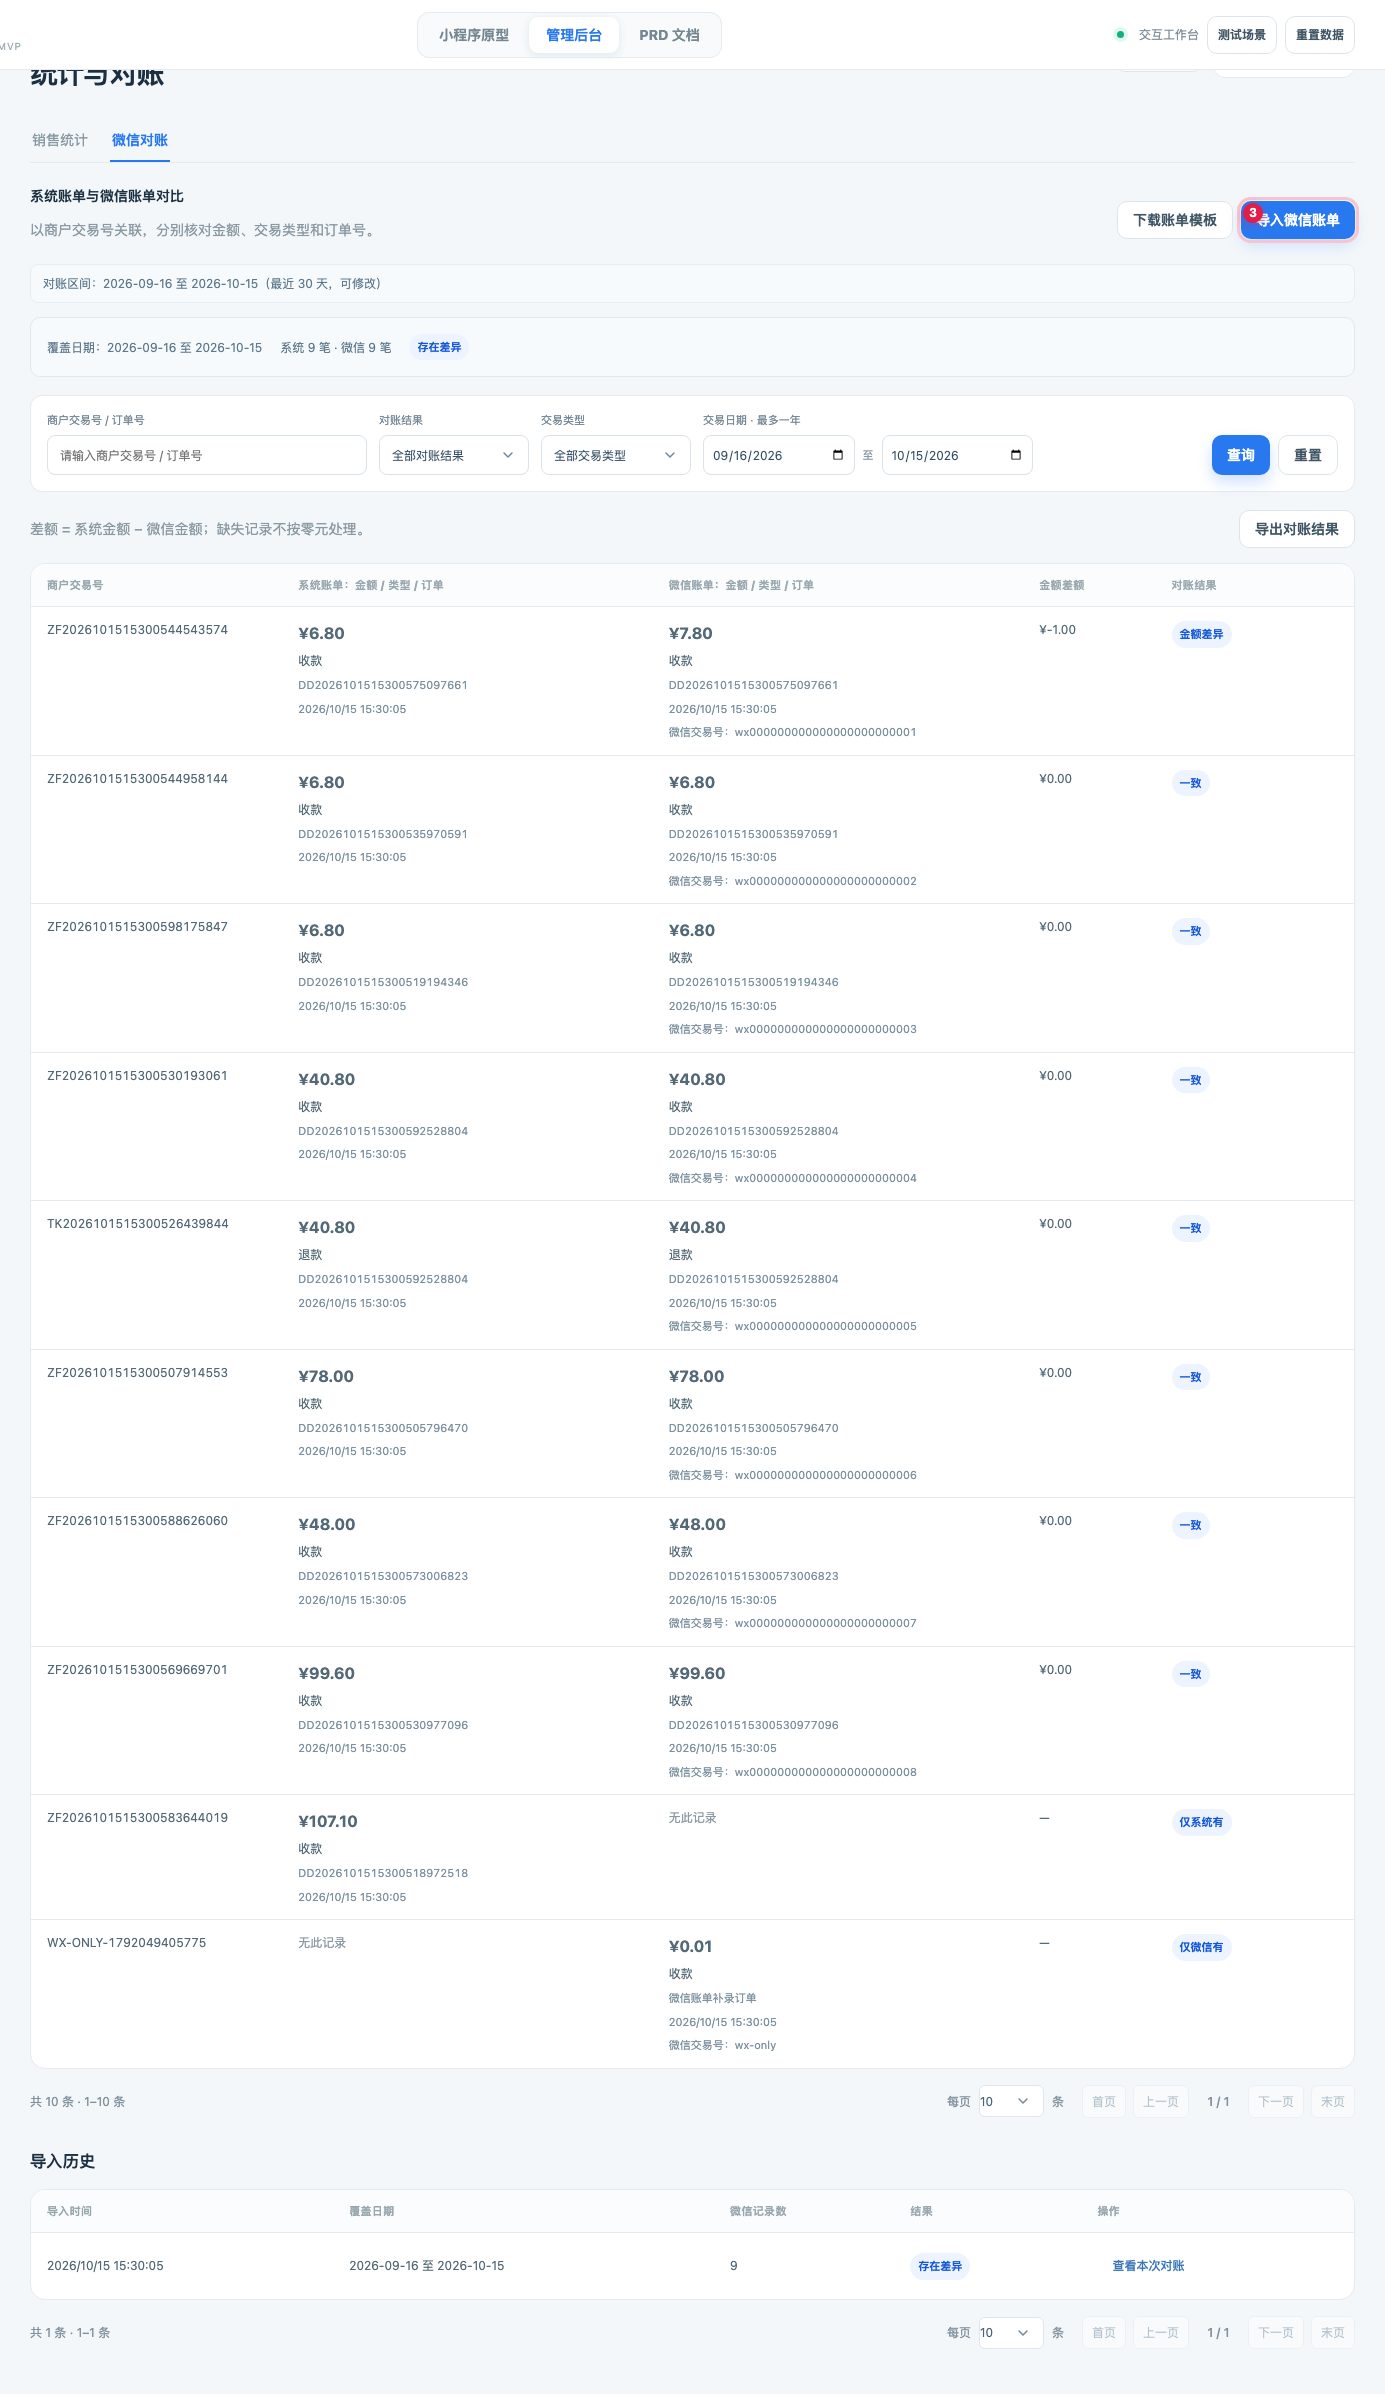 MVP
小程序原型 管理后台 PRD 文档
交互工作台 测试场景 重置数据
统计与对账
销售统计 微信对账
系统账单与微信账单对比
以商户交易号关联，分别核对金额、交易类型和订单号。
下载账单模板 3 导入微信账单
对账区间：2026-09-16 至 2026-10-15（最近 30 天，可修改）
覆盖日期：2026-09-16 至 2026-10-15 系统 9 笔 · 微信 9 笔 存在差异
商户交易号 / 订单号 对账结果 交易类型 交易日期 · 最多一年
请输入商户交易号 / 订单号 全部对账结果 全部交易类型 09/16/2026 至 10/15/2026 查询 重置
差额 = 系统金额 − 微信金额；缺失记录不按零元处理。 导出对账结果
商户交易号 系统账单：金额 / 类型 / 订单 微信账单：金额 / 类型 / 订单 金额差额 对账结果
ZF2026101515300544543574 ¥6.80 ¥7.80 ¥-1.00 金额差异
收款 收款
DD2026101515300575097661 DD2026101515300575097661
2026/10/15 15:30:05 2026/10/15 15:30:05
微信交易号：wx000000000000000000000001
ZF2026101515300544958144 ¥6.80 ¥6.80 ¥0.00 一致
收款 收款
DD2026101515300535970591 DD2026101515300535970591
2026/10/15 15:30:05 2026/10/15 15:30:05
微信交易号：wx000000000000000000000002
ZF2026101515300598175847 ¥6.80 ¥6.80 ¥0.00 一致
收款 收款
DD2026101515300519194346 DD2026101515300519194346
2026/10/15 15:30:05 2026/10/15 15:30:05
微信交易号：wx000000000000000000000003
ZF2026101515300530193061 ¥40.80 ¥40.80 ¥0.00 一致
收款 收款
DD2026101515300592528804 DD2026101515300592528804
2026/10/15 15:30:05 2026/10/15 15:30:05
微信交易号：wx000000000000000000000004
TK2026101515300526439844 ¥40.80 ¥40.80 ¥0.00 一致
退款 退款
DD2026101515300592528804 DD2026101515300592528804
2026/10/15 15:30:05 2026/10/15 15:30:05
微信交易号：wx000000000000000000000005
ZF2026101515300507914553 ¥78.00 ¥78.00 ¥0.00 一致
收款 收款
DD2026101515300505796470 DD2026101515300505796470
2026/10/15 15:30:05 2026/10/15 15:30:05
微信交易号：wx000000000000000000000006
ZF2026101515300588626060 ¥48.00 ¥48.00 ¥0.00 一致
收款 收款
DD2026101515300573006823 DD2026101515300573006823
2026/10/15 15:30:05 2026/10/15 15:30:05
微信交易号：wx000000000000000000000007
ZF2026101515300569669701 ¥99.60 ¥99.60 ¥0.00 一致
收款 收款
DD2026101515300530977096 DD2026101515300530977096
2026/10/15 15:30:05 2026/10/15 15:30:05
微信交易号：wx000000000000000000000008
ZF2026101515300583644019 ¥107.10 无此记录 — 仅系统有
收款
DD2026101515300518972518
2026/10/15 15:30:05
WX-ONLY-1792049405775 无此记录 ¥0.01 — 仅微信有
收款
微信账单补录订单
2026/10/15 15:30:05
微信交易号：wx-only
共 10 条 · 1–10 条 每页 10 条 首页 上一页 1 / 1 下一页 末页
导入历史
导入时间 覆盖日期 微信记录数 结果 操作
2026/10/15 15:30:05 2026-09-16 至 2026-10-15 9 存在差异 查看本次对账
共 1 条 · 1–1 条 每页 10 条 首页 上一页 1 / 1 下一页 末页